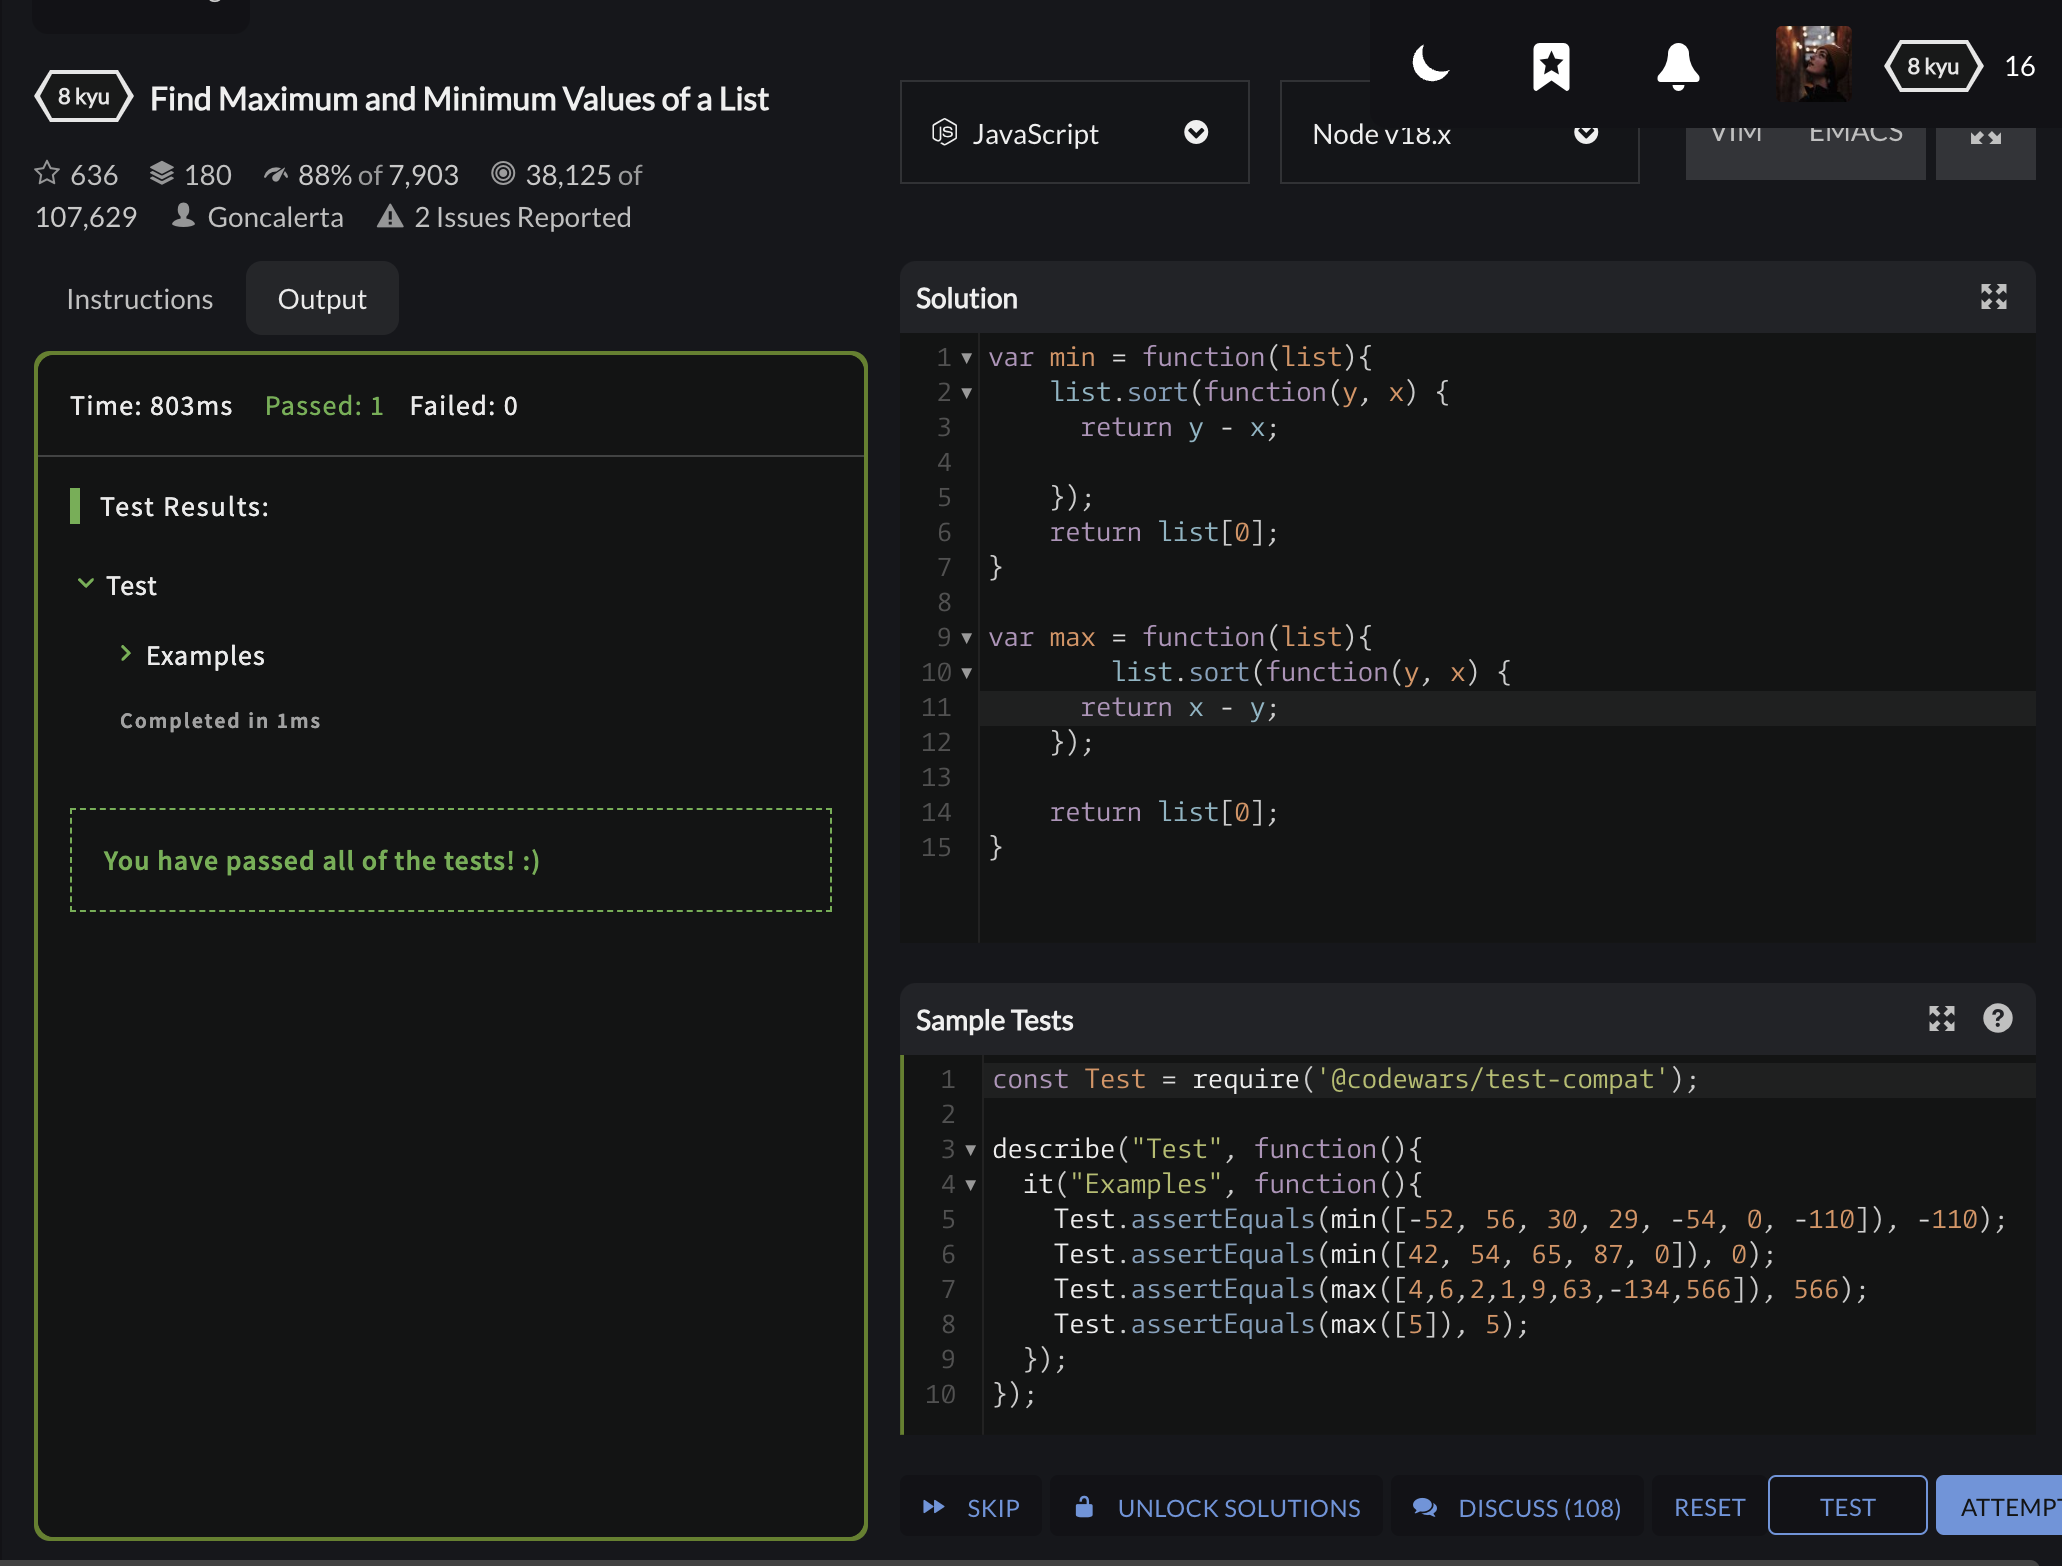 8 kyu Find Maximum and Minimum Values of a List
636 180 88% of 7,903 38,125 of
107,629 Goncalerta 2 Issues Reported
8 kyu 16
JavaScript
Node v18.x
VIM EMACS
Instructions Output
Time: 803ms Passed: 1 Failed: 0
Test Results:
Test
Examples
Completed in 1ms
You have passed all of the tests! :)
Solution
1 var min = function(list){
2     list.sort(function(y, x) {
3       return y - x;
4
5     });
6     return list[0];
7 }
8
9 var max = function(list){
10         list.sort(function(y, x) {
11       return x - y;
12     });
13
14     return list[0];
15 }
Sample Tests
1 const Test = require('@codewars/test-compat');
2
3 describe("Test", function(){
4   it("Examples", function(){
5     Test.assertEquals(min([-52, 56, 30, 29, -54, 0, -110]), -110);
6     Test.assertEquals(min([42, 54, 65, 87, 0]), 0);
7     Test.assertEquals(max([4,6,2,1,9,63,-134,566]), 566);
8     Test.assertEquals(max([5]), 5);
9   });
10 });
SKIP UNLOCK SOLUTIONS DISCUSS (108) RESET TEST ATTEMPT